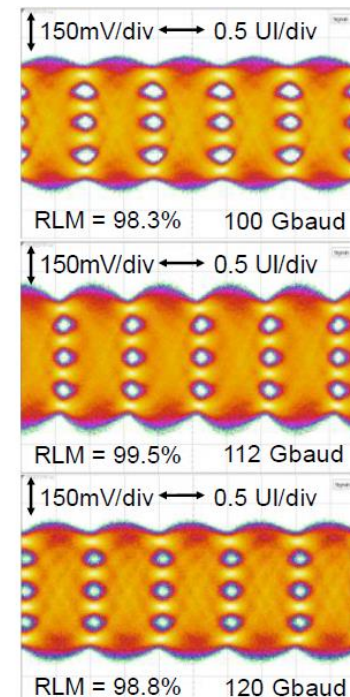 150mV/div 0.5 UI/div
RLM = 98.3% 100 Gbaud
150mV/div 0.5 UI/div
RLM = 99.5% 112 Gbaud
150mV/div 0.5 UI/div
RLM = 98.8% 120 Gbaud